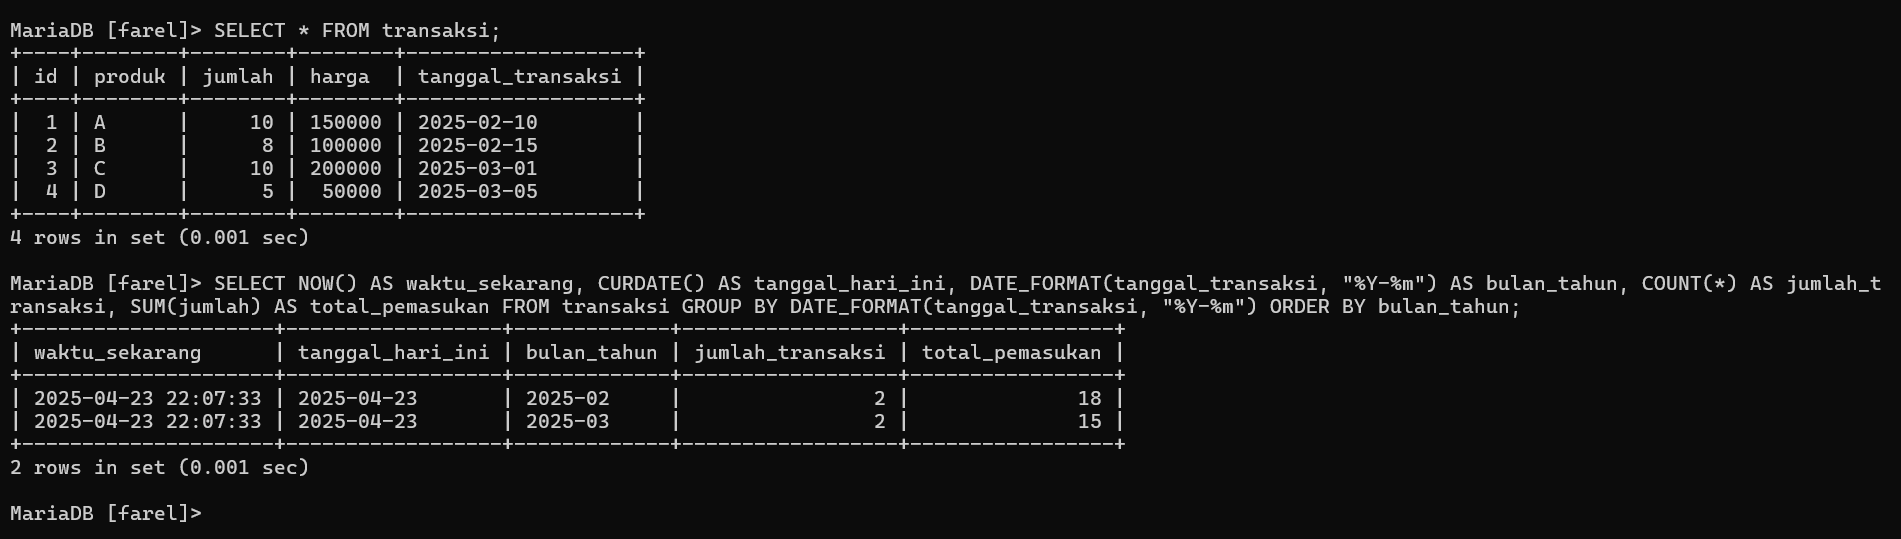 MariaDB [farel]> SELECT * FROM transaksi;
+----+--------+--------+--------+-------------------+
| id | produk | jumlah | harga  | tanggal_transaksi |
+----+--------+--------+--------+-------------------+
|  1 | A      |     10 | 150000 | 2025-02-10        |
|  2 | B      |      8 | 100000 | 2025-02-15        |
|  3 | C      |     10 | 200000 | 2025-03-01        |
|  4 | D      |      5 |  50000 | 2025-03-05        |
+----+--------+--------+--------+-------------------+
4 rows in set (0.001 sec)

MariaDB [farel]> SELECT NOW() AS waktu_sekarang, CURDATE() AS tanggal_hari_ini, DATE_FORMAT(tanggal_transaksi, "%Y-%m") AS bulan_tahun, COUNT(*) AS jumlah_t
ransaksi, SUM(jumlah) AS total_pemasukan FROM transaksi GROUP BY DATE_FORMAT(tanggal_transaksi, "%Y-%m") ORDER BY bulan_tahun;
+---------------------+------------------+-------------+------------------+-----------------+
| waktu_sekarang      | tanggal_hari_ini | bulan_tahun | jumlah_transaksi | total_pemasukan |
+---------------------+------------------+-------------+------------------+-----------------+
| 2025-04-23 22:07:33 | 2025-04-23       | 2025-02     |                2 |              18 |
| 2025-04-23 22:07:33 | 2025-04-23       | 2025-03     |                2 |              15 |
+---------------------+------------------+-------------+------------------+-----------------+
2 rows in set (0.001 sec)

MariaDB [farel]>